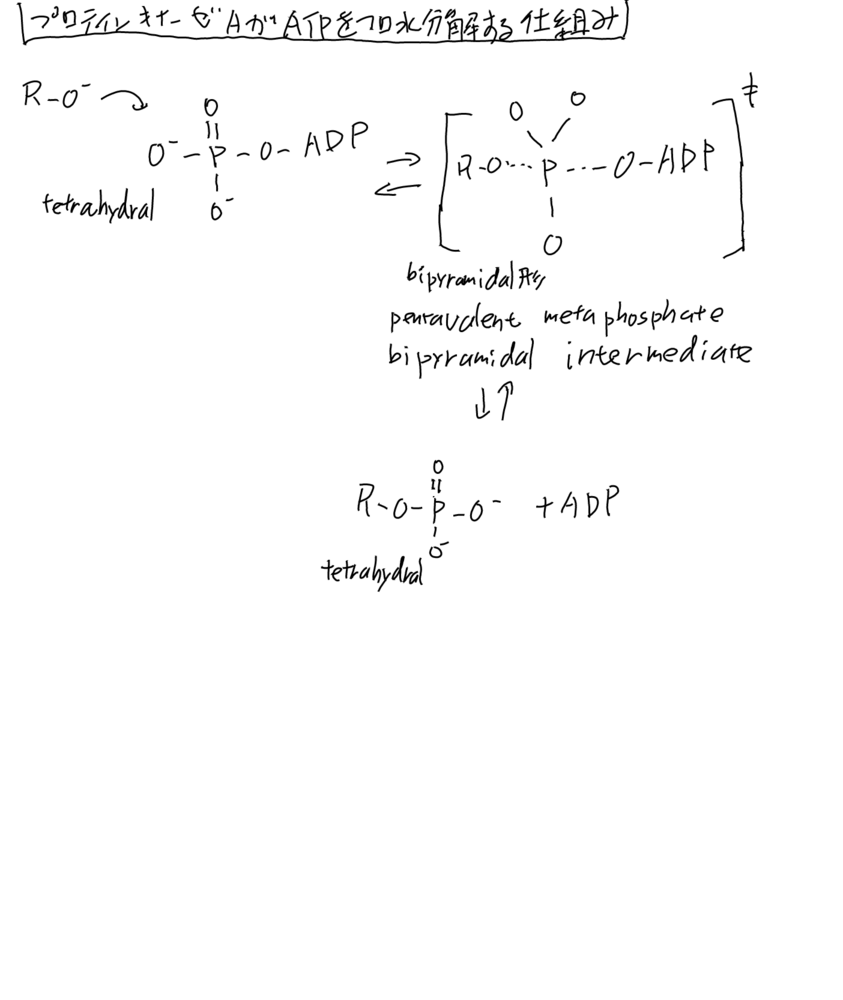 プロテインキナーゼAがATPを加水分解する仕組み
R-O⁻
O
O⁻-P-O-ADP
O⁻
tetrahydral
O O
R-O…P…O-ADP
O
‡
bipyramidal形
pentavalent metaphosphate
bipyramidal intermediate
↓↑
O
R-O-P-O⁻ +ADP
O⁻
tetrahydral